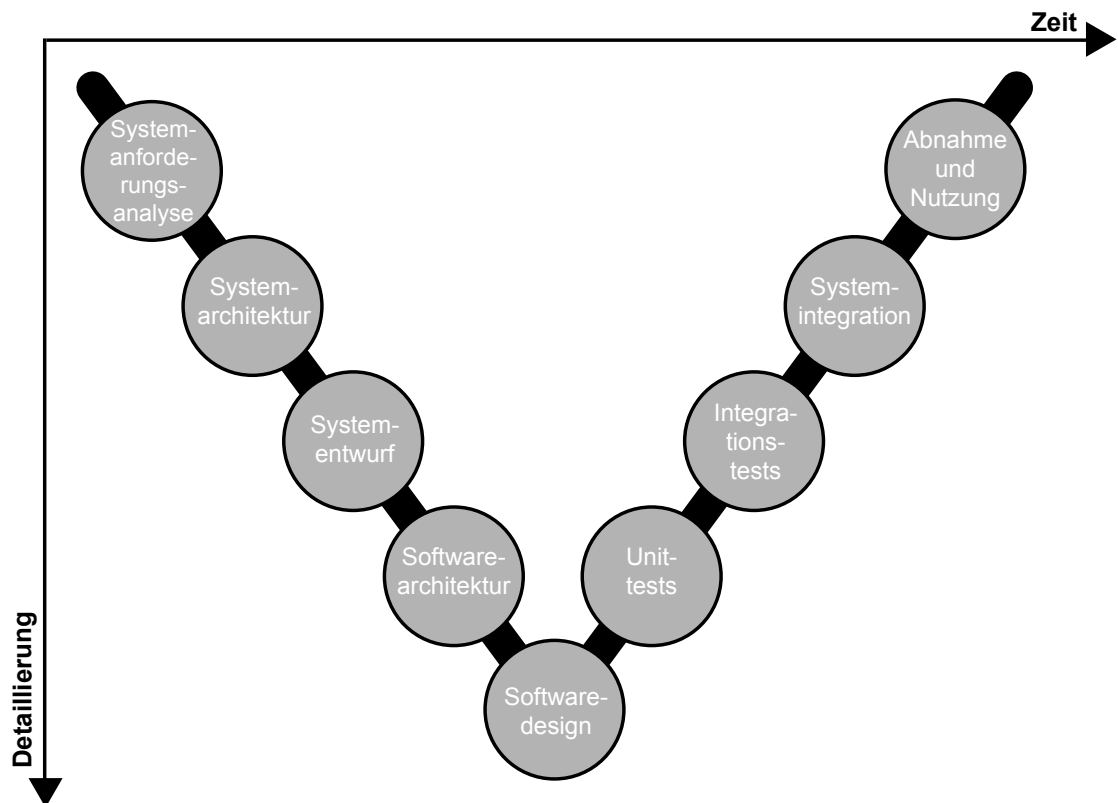 Zeit
System-
anforde-
rungs-
analyse
Abnahme
und
Nutzung
System-
architektur
System-
integration
System-
entwurf
Integra-
tions-
tests
Software-
architektur
Unit-
tests
Software-
design
Detaillierung